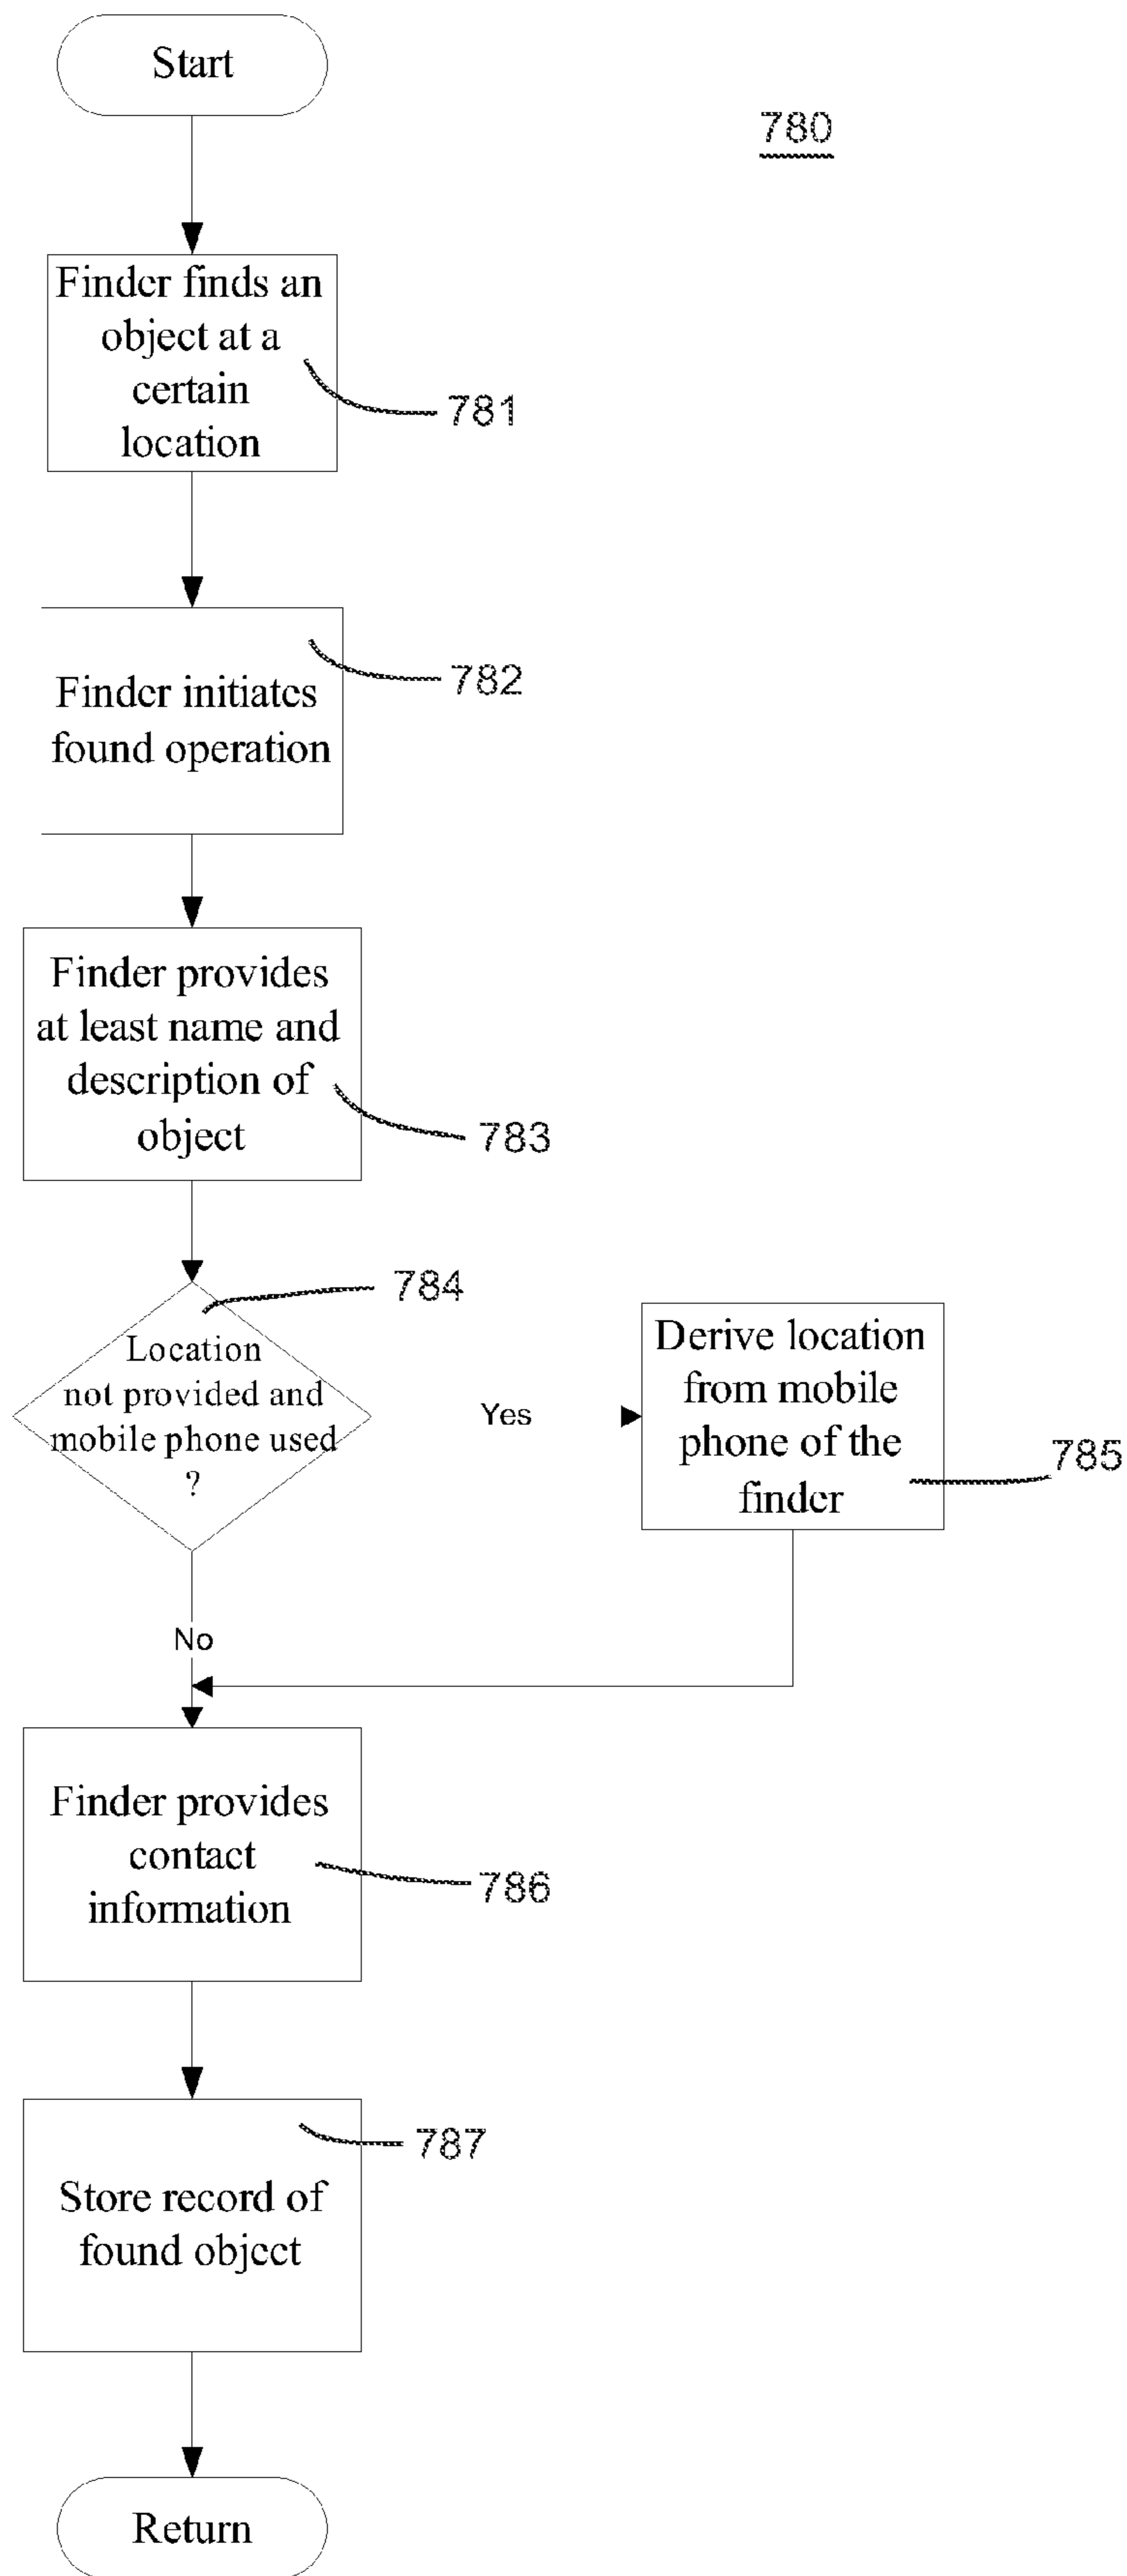 Start
780
Finder finds an
object at a
certain
location
781
782
Finder initiates
found operation
Finder provides
at least name and
description of
object
783
784
Location
not provided and
mobile phone used
?
Yes
Derive location
from mobile
phone of the
finder
785
No
Finder provides
contact
information
786
787
Store record of
found object
Return